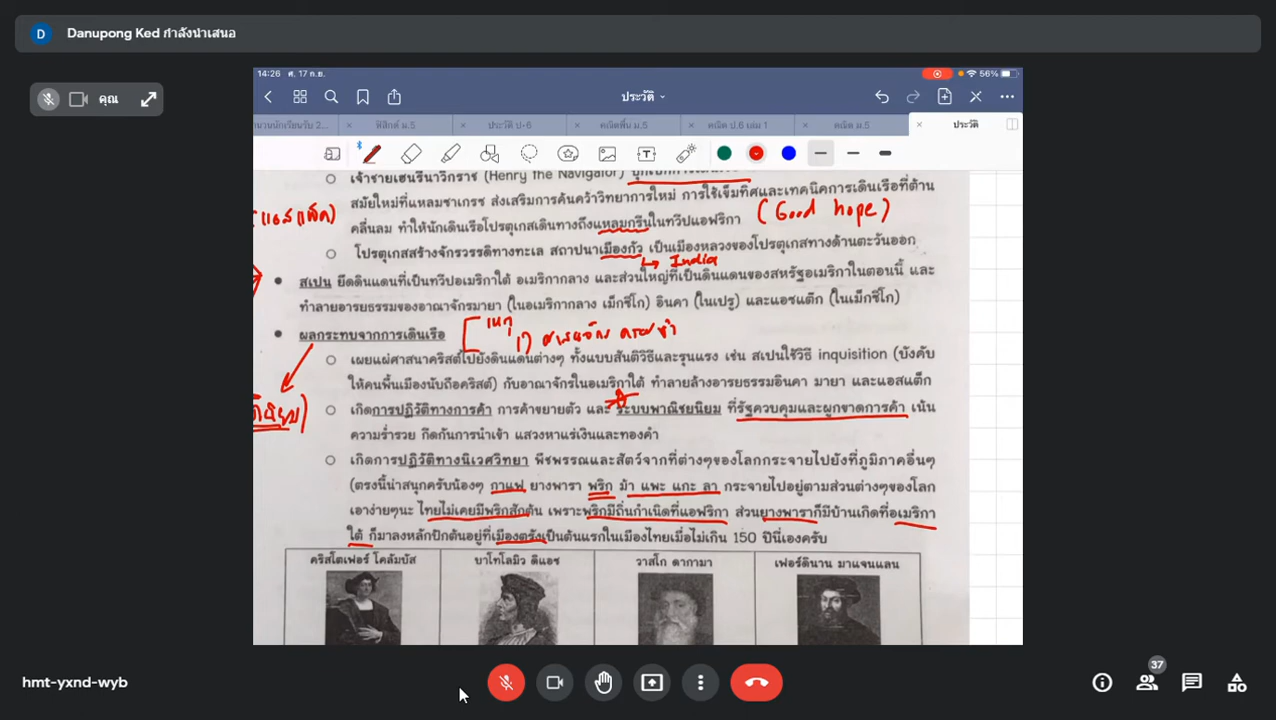 D Danupong Ked กำลังนำเสนอ
คุณ
14:26 ศ. 17 ก.ย.
56%
ประวัติ
านวนนักเรียนรับ 2...
ฟิสิกส์ ม.5
ประวัติ ป-6
คณิตพื้น ม.5
คณิต ป.6 เล่ม 1
คณิต ม.5
ประวัติ
เจ้าชายเฮนรีนาวิกราช (Henry the Navigator) บุกเบิกการเดินเรือ
สมัยใหม่ที่แหลมซาเกรช ส่งเสริมการค้นคว้าวิทยาการใหม่ การใช้เข็มทิศและเทคนิคการเดินเรือที่ต้าน
คลื่นลม ทำให้นักเดินเรือโปรตุเกสเดินทางถึงแหลมกรีนในทวีปแอฟริกา (Good hope)
โปรตุเกสสร้างจักรวรรดิทางทะเล สถาปนาเมืองกัว เป็นเมืองหลวงของโปรตุเกสทางด้านตะวันออก
India
สเปน ยึดดินแดนที่เป็นทวีปอเมริกาใต้ อเมริกากลาง และส่วนใหญ่ที่เป็นดินแดนของสหรัฐอเมริกาในตอนนี้ และ
ทำลายอารยธรรมของอาณาจักรมายา (ในอเมริกากลาง เม็กซิโก) อินคา (ในเปรู) และแอซแต็ก (ในเม็กซิโก)
ผลกระทบจากการเดินเรือ
1)
เผยแผ่ศาสนาคริสต์ไปยังดินแดนต่างๆ ทั้งแบบสันติวิธีและรุนแรง เช่น สเปนใช้วิธี inquisition (บังคับ
ให้คนพื้นเมืองนับถือคริสต์) กับอาณาจักรในอเมริกาใต้ ทำลายล้างอารยธรรมอินคา มายา และแอสแต็ก
เกิดการปฏิวัติทางการค้า การค้าขยายตัว และ ระบบพาณิชยนิยม ที่รัฐควบคุมและผูกขาดการค้า เน้น
ความร่ำรวย กีดกันการนำเข้า แสวงหาแร่เงินและทองคำ
เกิดการปฏิวัติทางนิเวศวิทยา พืชพรรณและสัตว์จากที่ต่างๆของโลกกระจายไปยังที่ภูมิภาคอื่นๆ
(ตรงนี้น่าสนุกครับน้องๆ กาแฟ ยางพารา พริก ม้า แพะ แกะ ลา กระจายไปอยู่ตามส่วนต่างๆของโลก
เอาง่ายๆนะ ไทยไม่เคยมีพริกสักต้น เพราะพริกมีถิ่นกำเนิดที่แอฟริกา ส่วนยางพาราก็มีบ้านเกิดที่อเมริกา
ใต้ ก็มาลงหลักปักต้นอยู่ที่เมืองตรังเป็นต้นแรกในเมืองไทยเมื่อไม่เกิน 150 ปีนี่เองครับ
คริสโตเฟอร์ โคลัมบัส
บาโทโลมิว ดีแอช
วาสโก ดากามา
เฟอร์ดินาน มาแจนแลน
hmt-yxnd-wyb
37